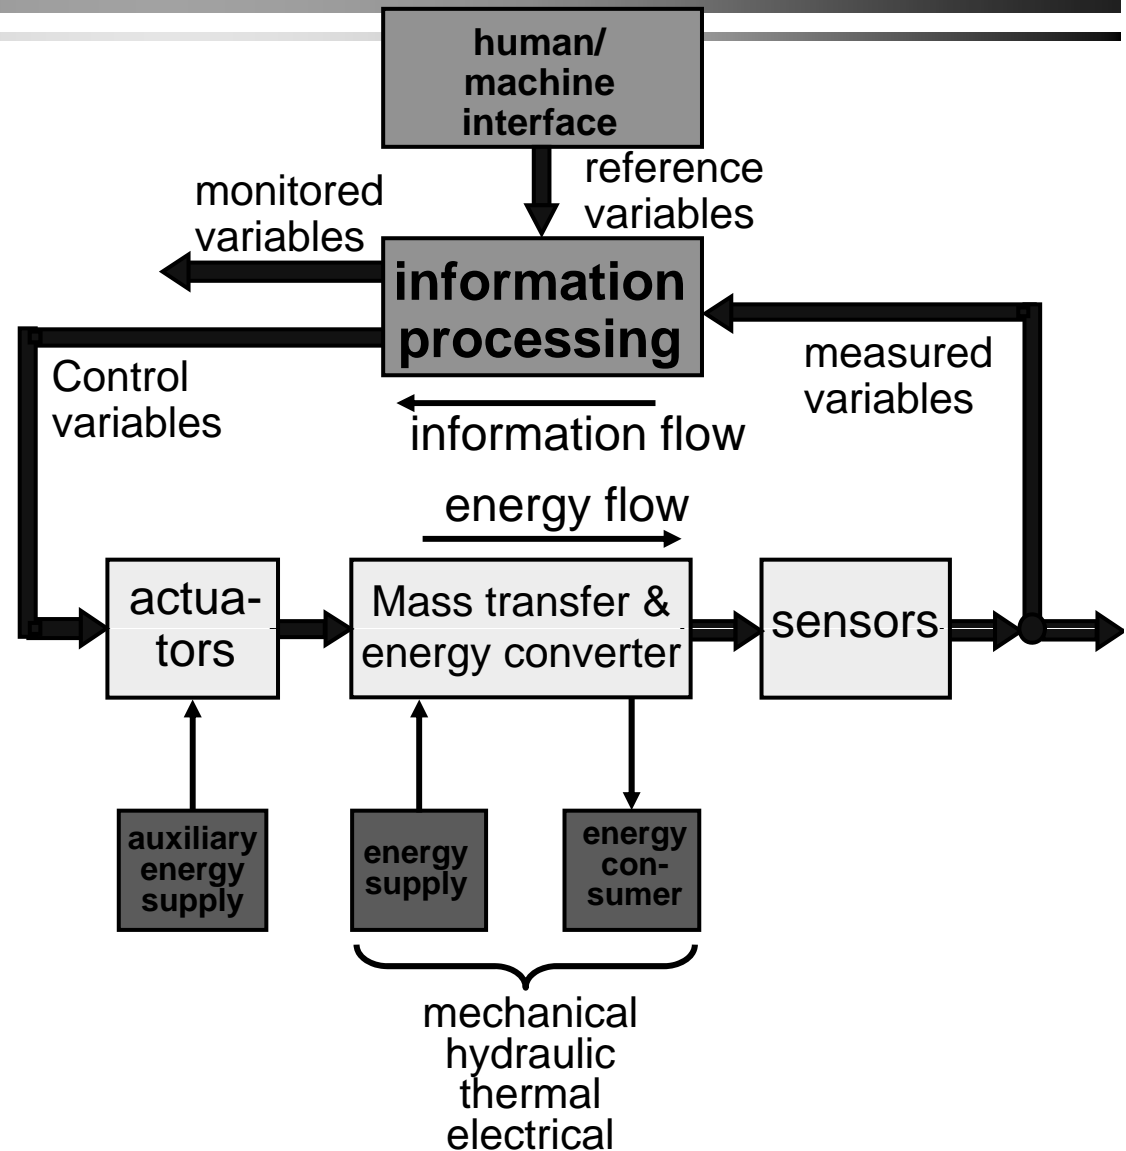 human/
machine
interface
reference
variables
monitored
variables
information
processing
Control
variables
measured
variables
information flow
energy flow
actua-
tors
Mass transfer &
energy converter
sensors
auxiliary
energy
supply
energy
supply
energy
con-
sumer
mechanical
hydraulic
thermal
electrical